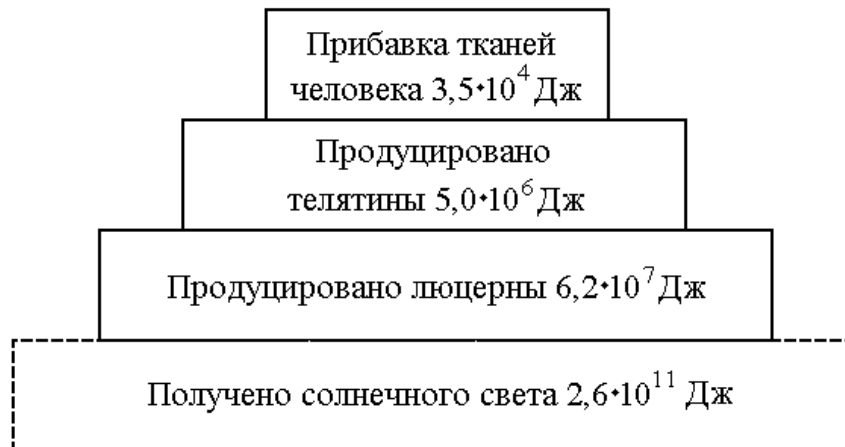 Прибавка тканей
человека 3,5·10⁴ Дж
Продуцировано
телятины 5,0·10⁶ Дж
Продуцировано люцерны 6,2·10⁷ Дж
Получено солнечного света 2,6·10¹¹ Дж